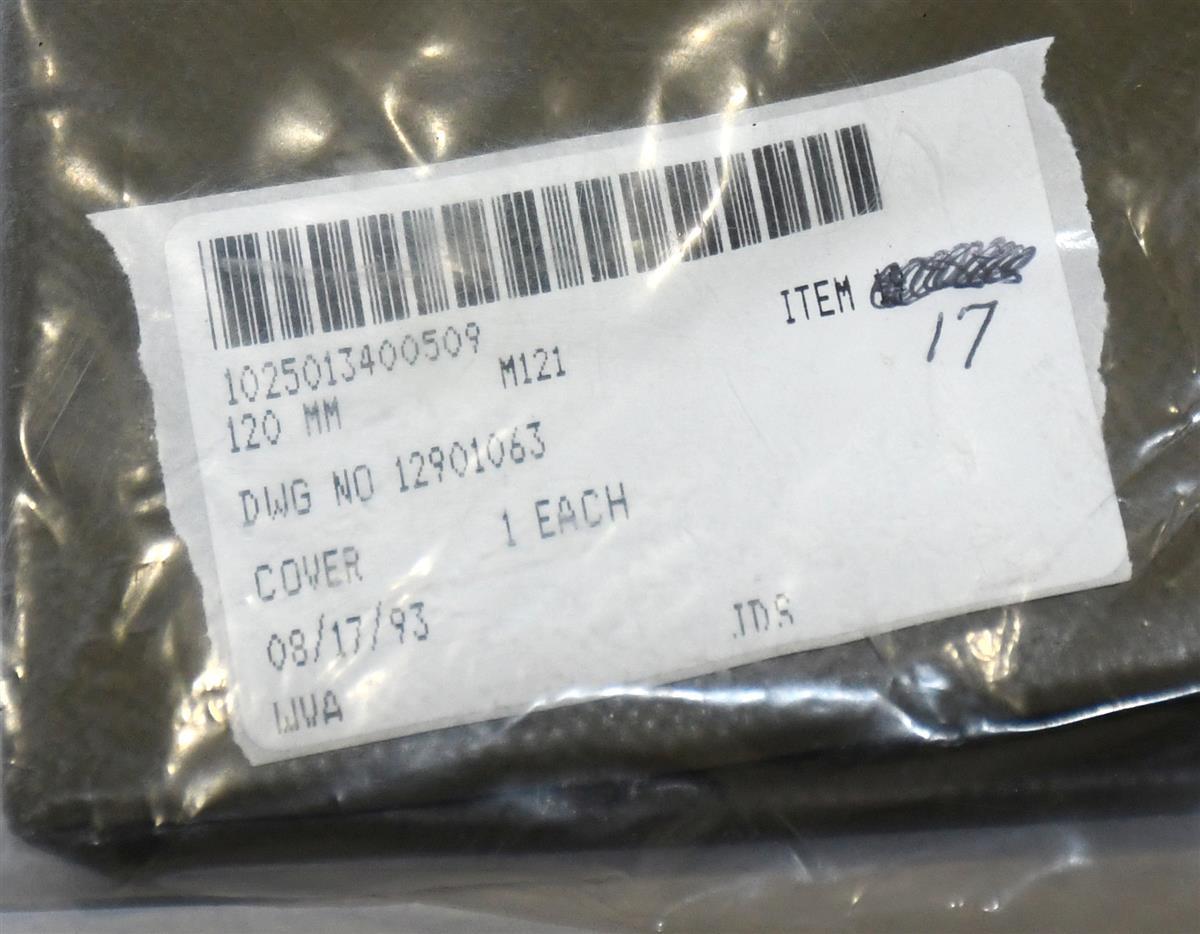 1025013400509
120 MM M121
ITEM
17
DWG NO 12901063
COVER 1 EACH
08/17/93
WVA JDS